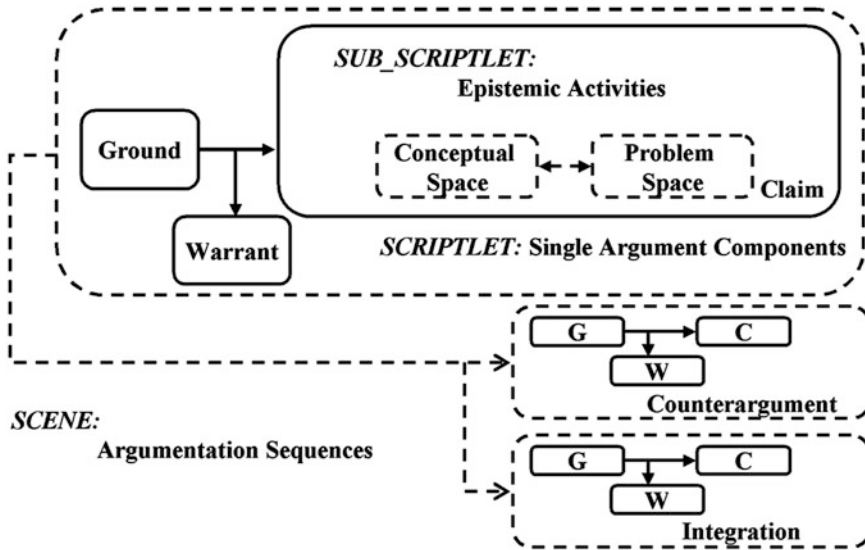 SUB_SCRIPTLET:
Epistemic Activities
Ground
Conceptual
Space
Problem
Space
Claim
Warrant
SCRIPTLET: Single Argument Components
G
C
W
Counterargument
SCENE:
Argumentation Sequences
G
C
W
Integration